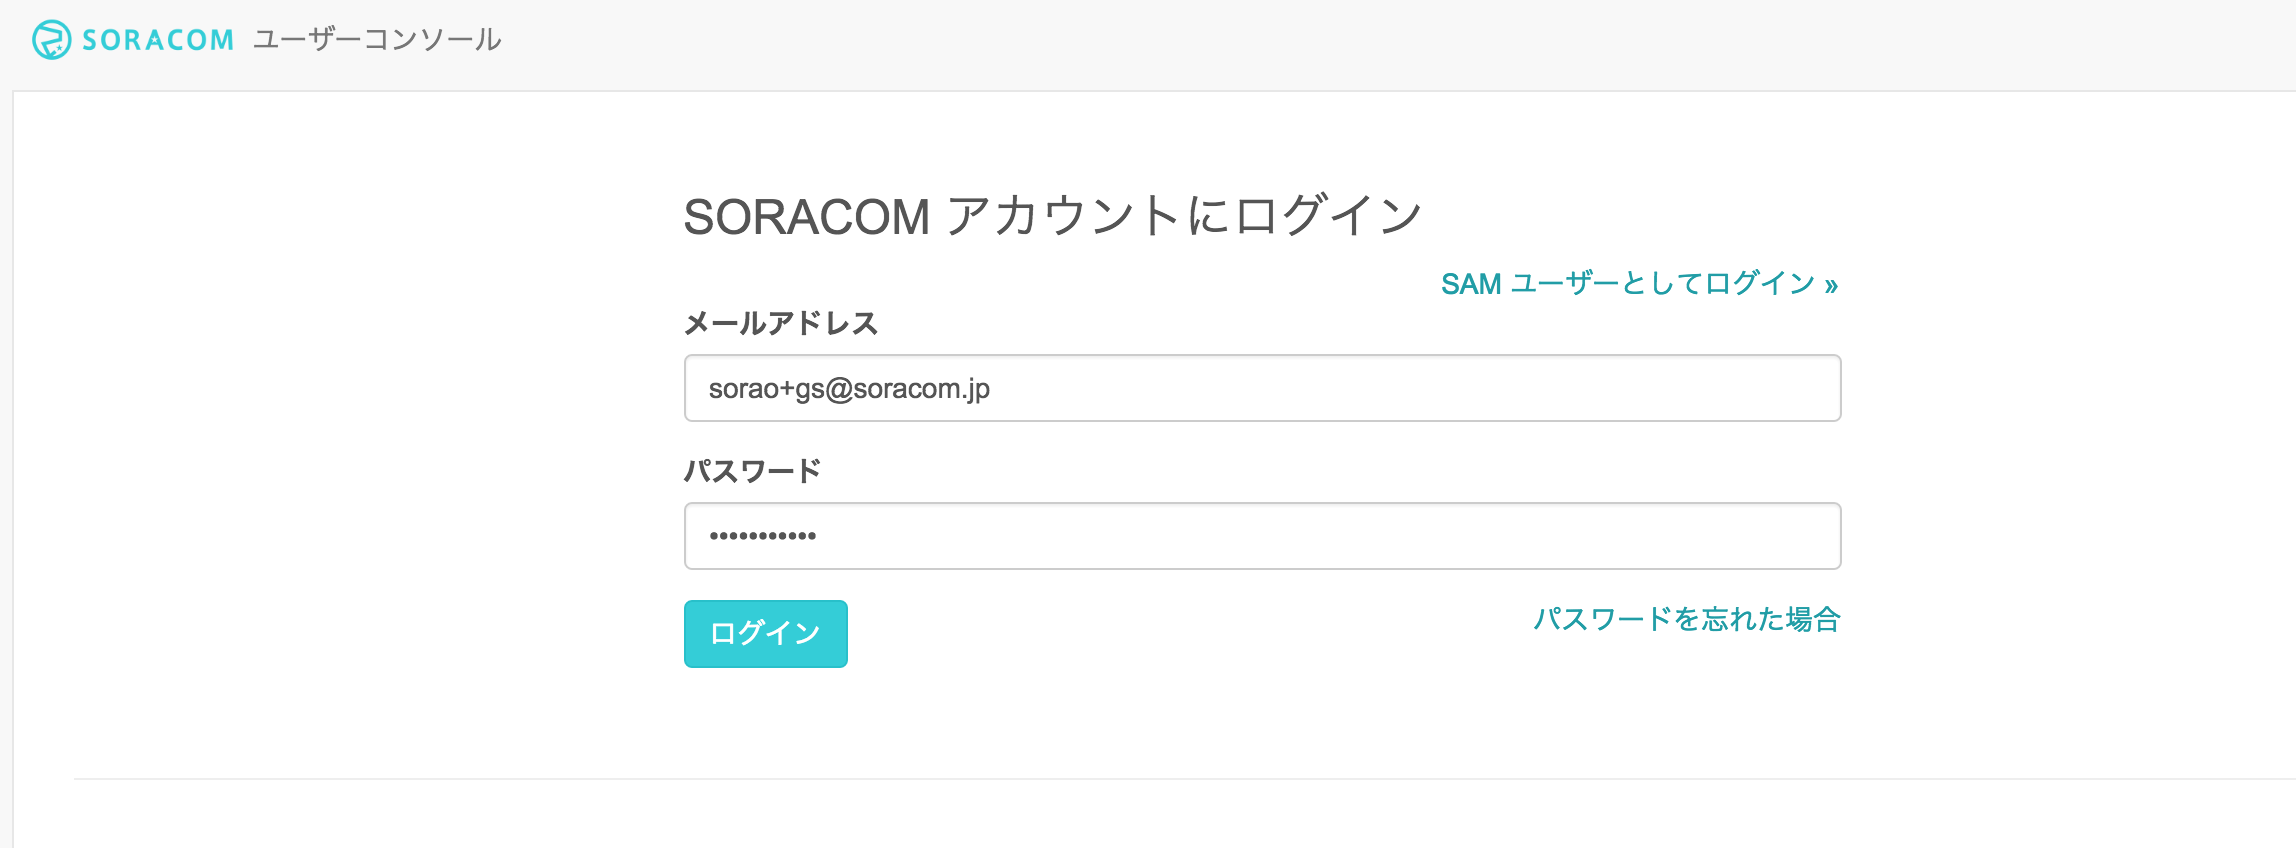 SORACOM ユーザーコンソール
SORACOM アカウントにログイン
SAM ユーザーとしてログイン »
メールアドレス
sorao+gs@soracom.jp
パスワード
•••••••••••
ログイン
パスワードを忘れた場合